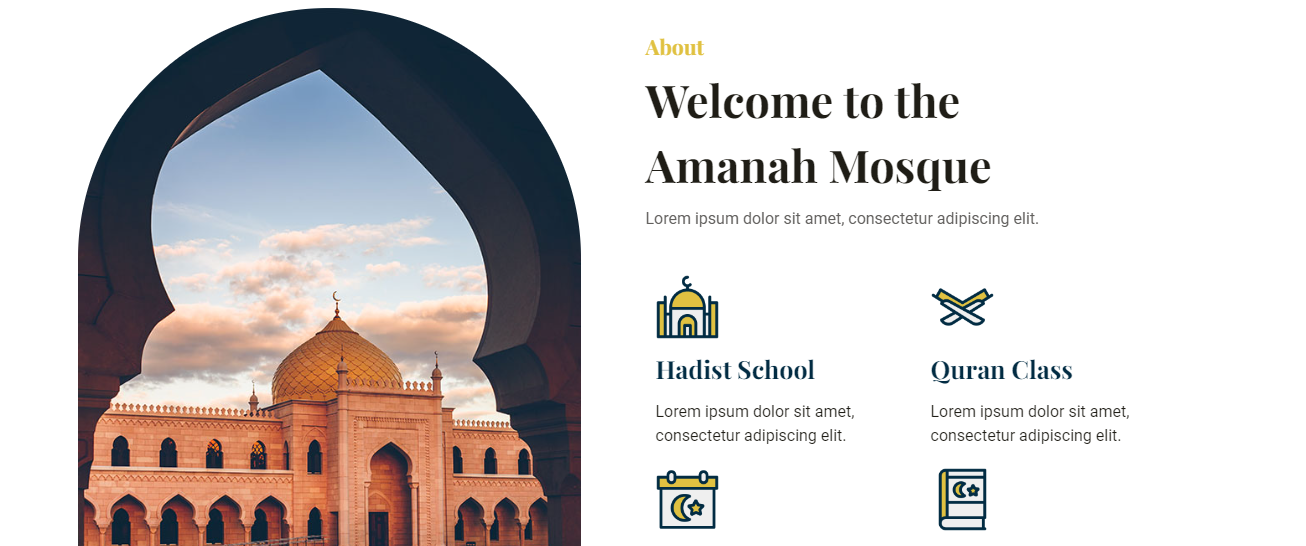 About
Welcome to the
Amanah Mosque
Lorem ipsum dolor sit amet, consectetur adipiscing elit.
Hadist School
Quran Class
Lorem ipsum dolor sit amet,
consectetur adipiscing elit.
Lorem ipsum dolor sit amet,
consectetur adipiscing elit.